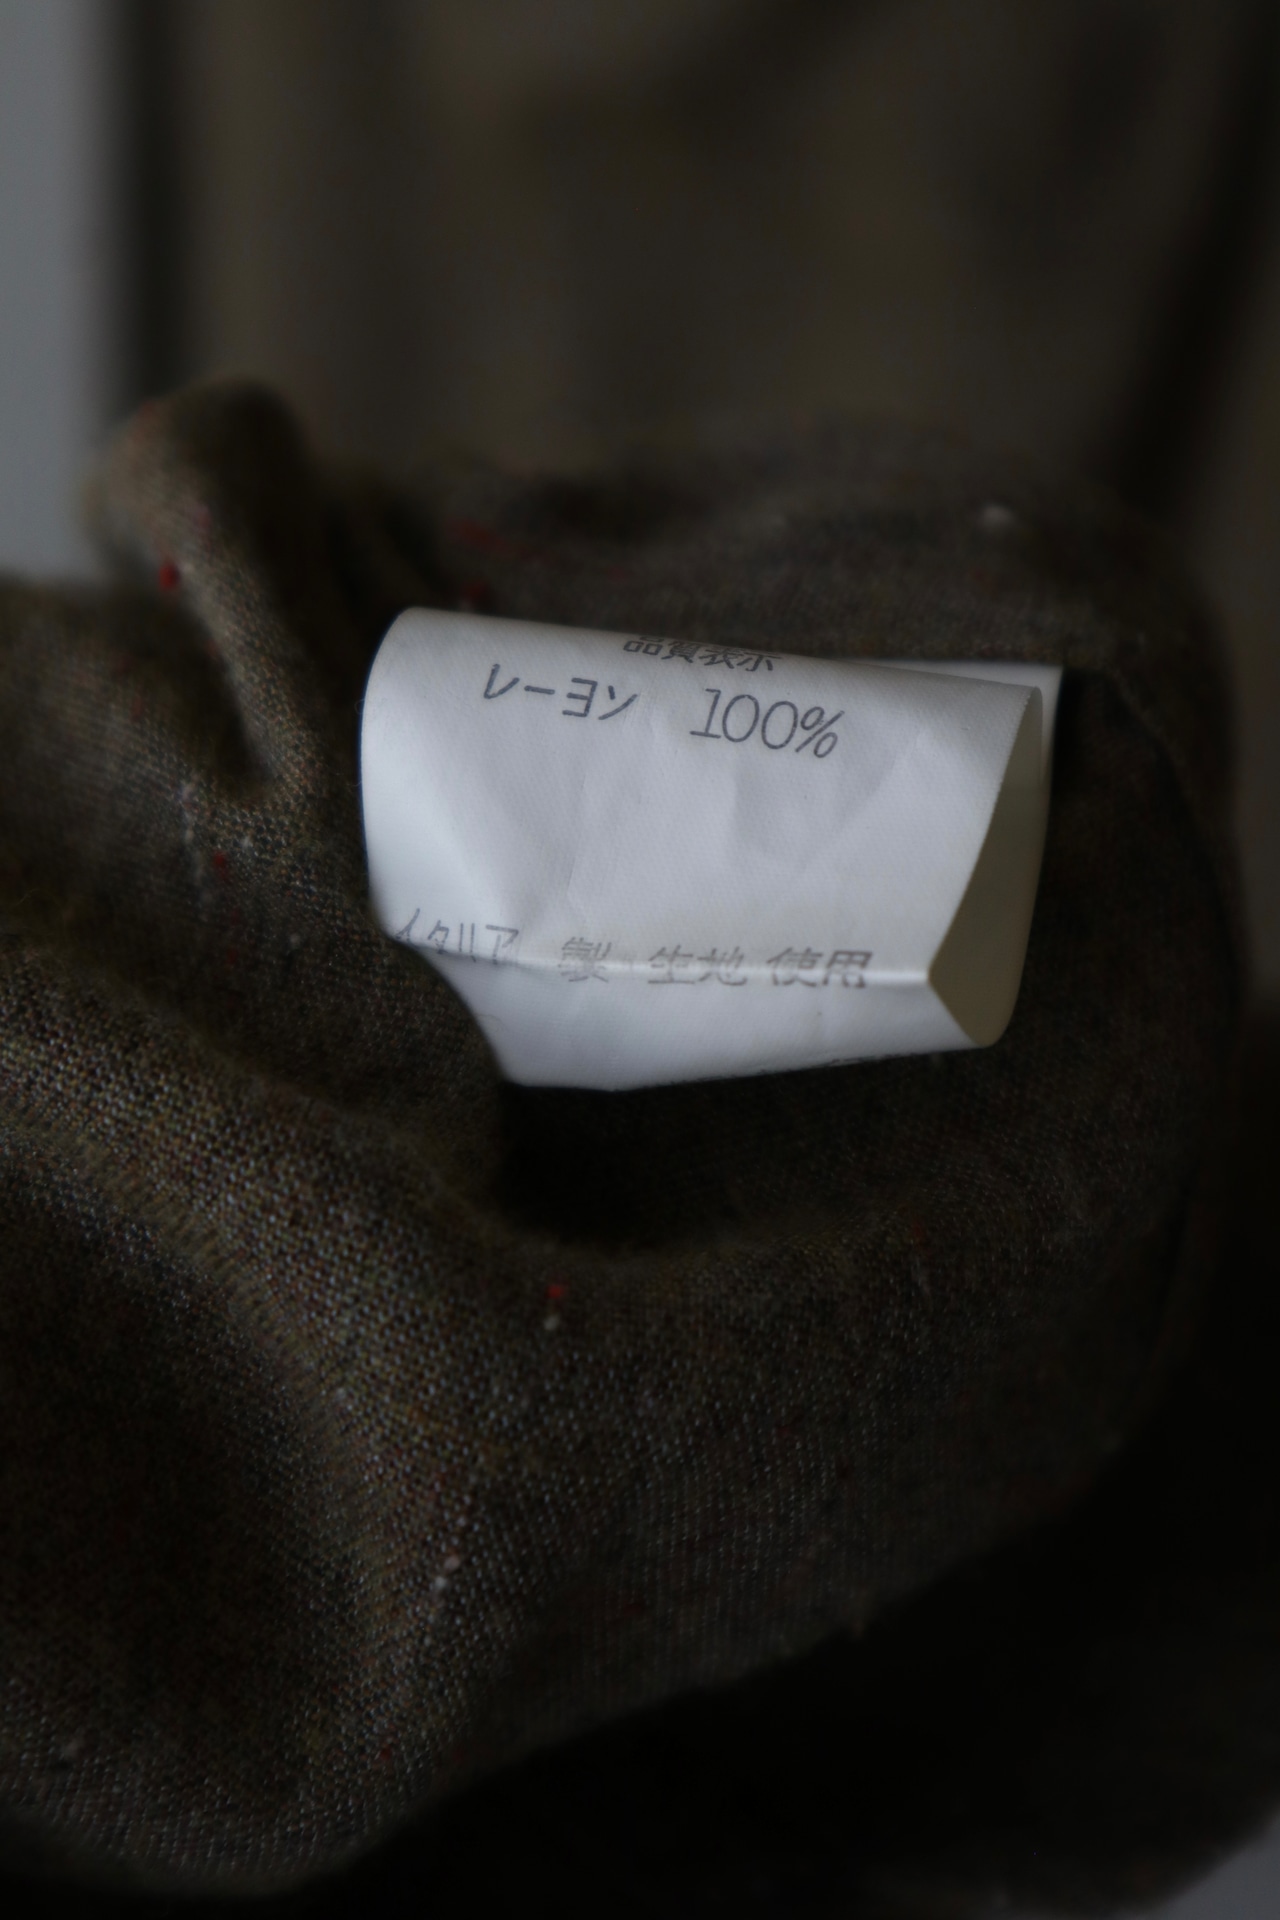 品質表示
レーヨン 100%
イタリア 製 生地 使用